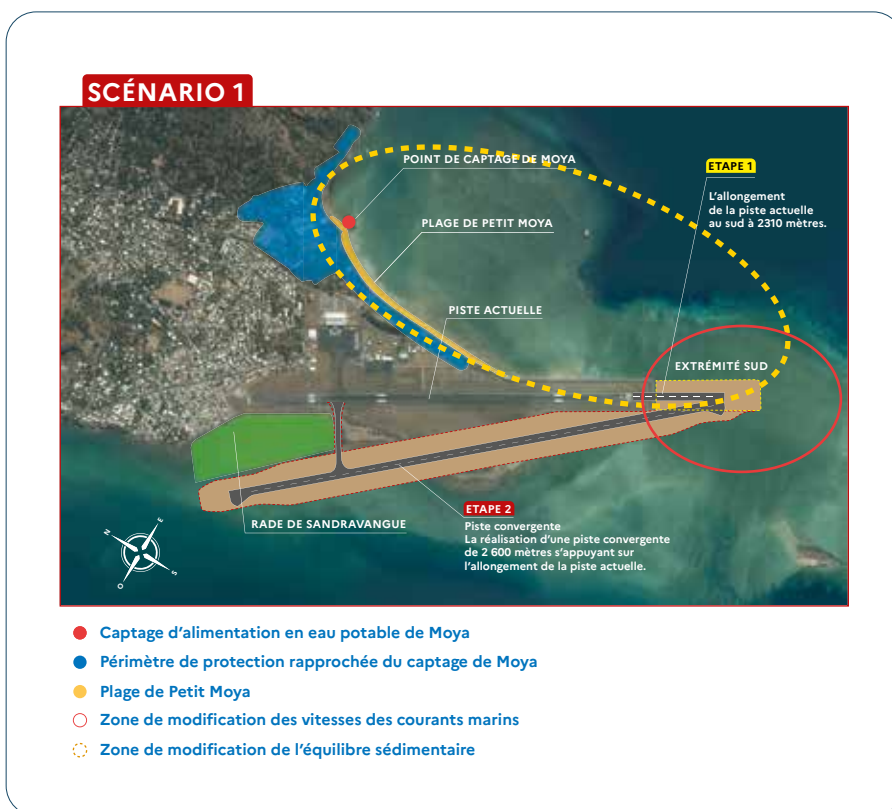 SCÉNARIO 1
POINT DE CAPTAGE DE MOYA
ETAPE 1
L'allongement
de la piste actuelle
au sud à 2310 mètres.
PLAGE DE PETIT MOYA
PISTE ACTUELLE
EXTRÉMITÉ SUD
ETAPE 2
Piste convergente
La réalisation d'une piste convergente
de 2 600 mètres s'appuyant sur
l'allongement de la piste actuelle.
RADE DE SANDRAVANGUE
N
E
O
S
Captage d'alimentation en eau potable de Moya
Périmètre de protection rapprochée du captage de Moya
Plage de Petit Moya
Zone de modification des vitesses des courants marins
Zone de modification de l'équilibre sédimentaire